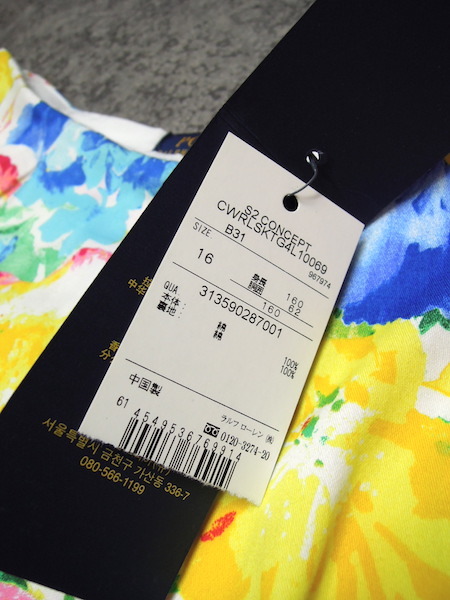 S2 CONCEPT
CWRLSKTG4L10069
967974
SIZE B31
16 身長 160
胴囲 62
160
QUA 313590287001
本体: 綿 100%
裏地: 綿 100%
中国製
ラルフ ローレン ㈱
0120-3274-20
61 4549536769914
서울특별시 금천구 가산동 336-7
080-566-1199